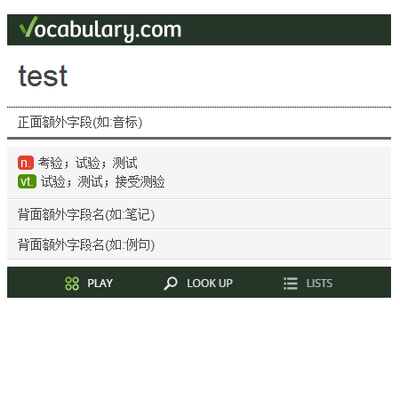 Vocabulary.com
test
正面额外字段(如:音标)
n. 考验；试验；测试
vt. 试验；测试；接受测验
背面额外字段名(如:笔记)
背面额外字段名(如:例句)
PLAY LOOK UP LISTS